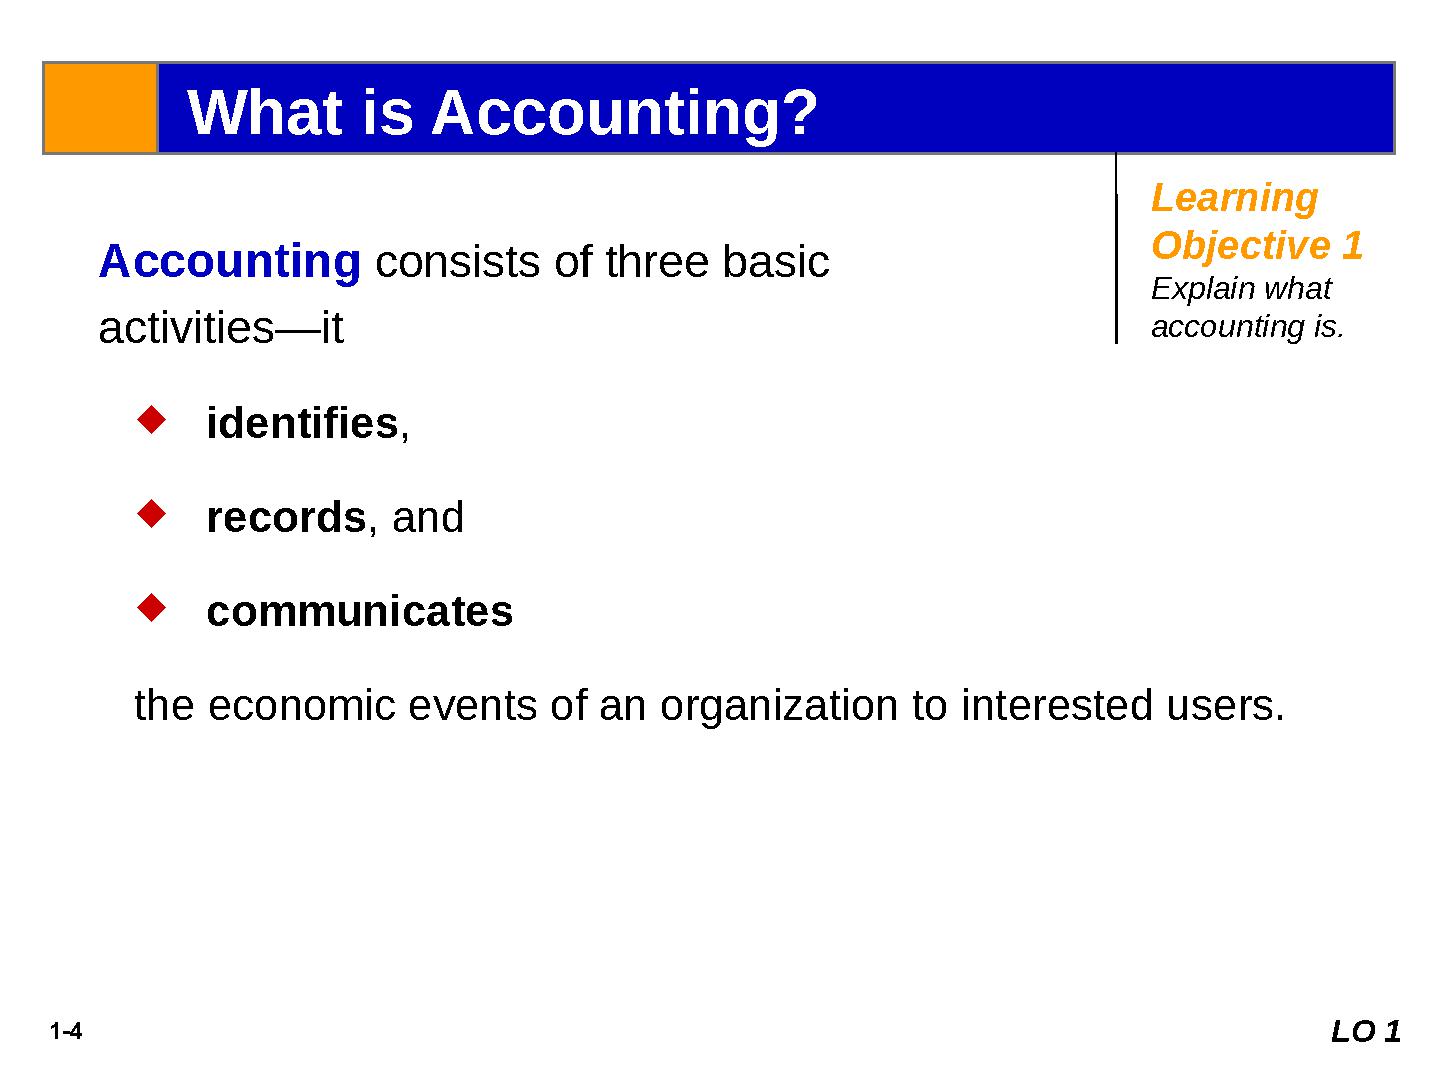 What is Accounting?
Learning
Objective 1
Explain what
accounting is.
Accounting consists of three basic
activities—it
identifies,
records, and
communicates
the economic events of an organization to interested users.
1-4
LO 1